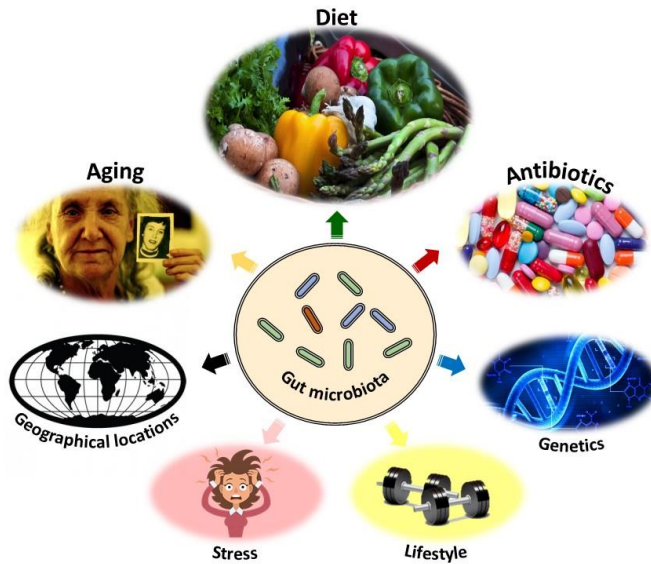 Diet
Aging
Antibiotics
Gut microbiota
Geographical locations
Genetics
Stress
Lifestyle